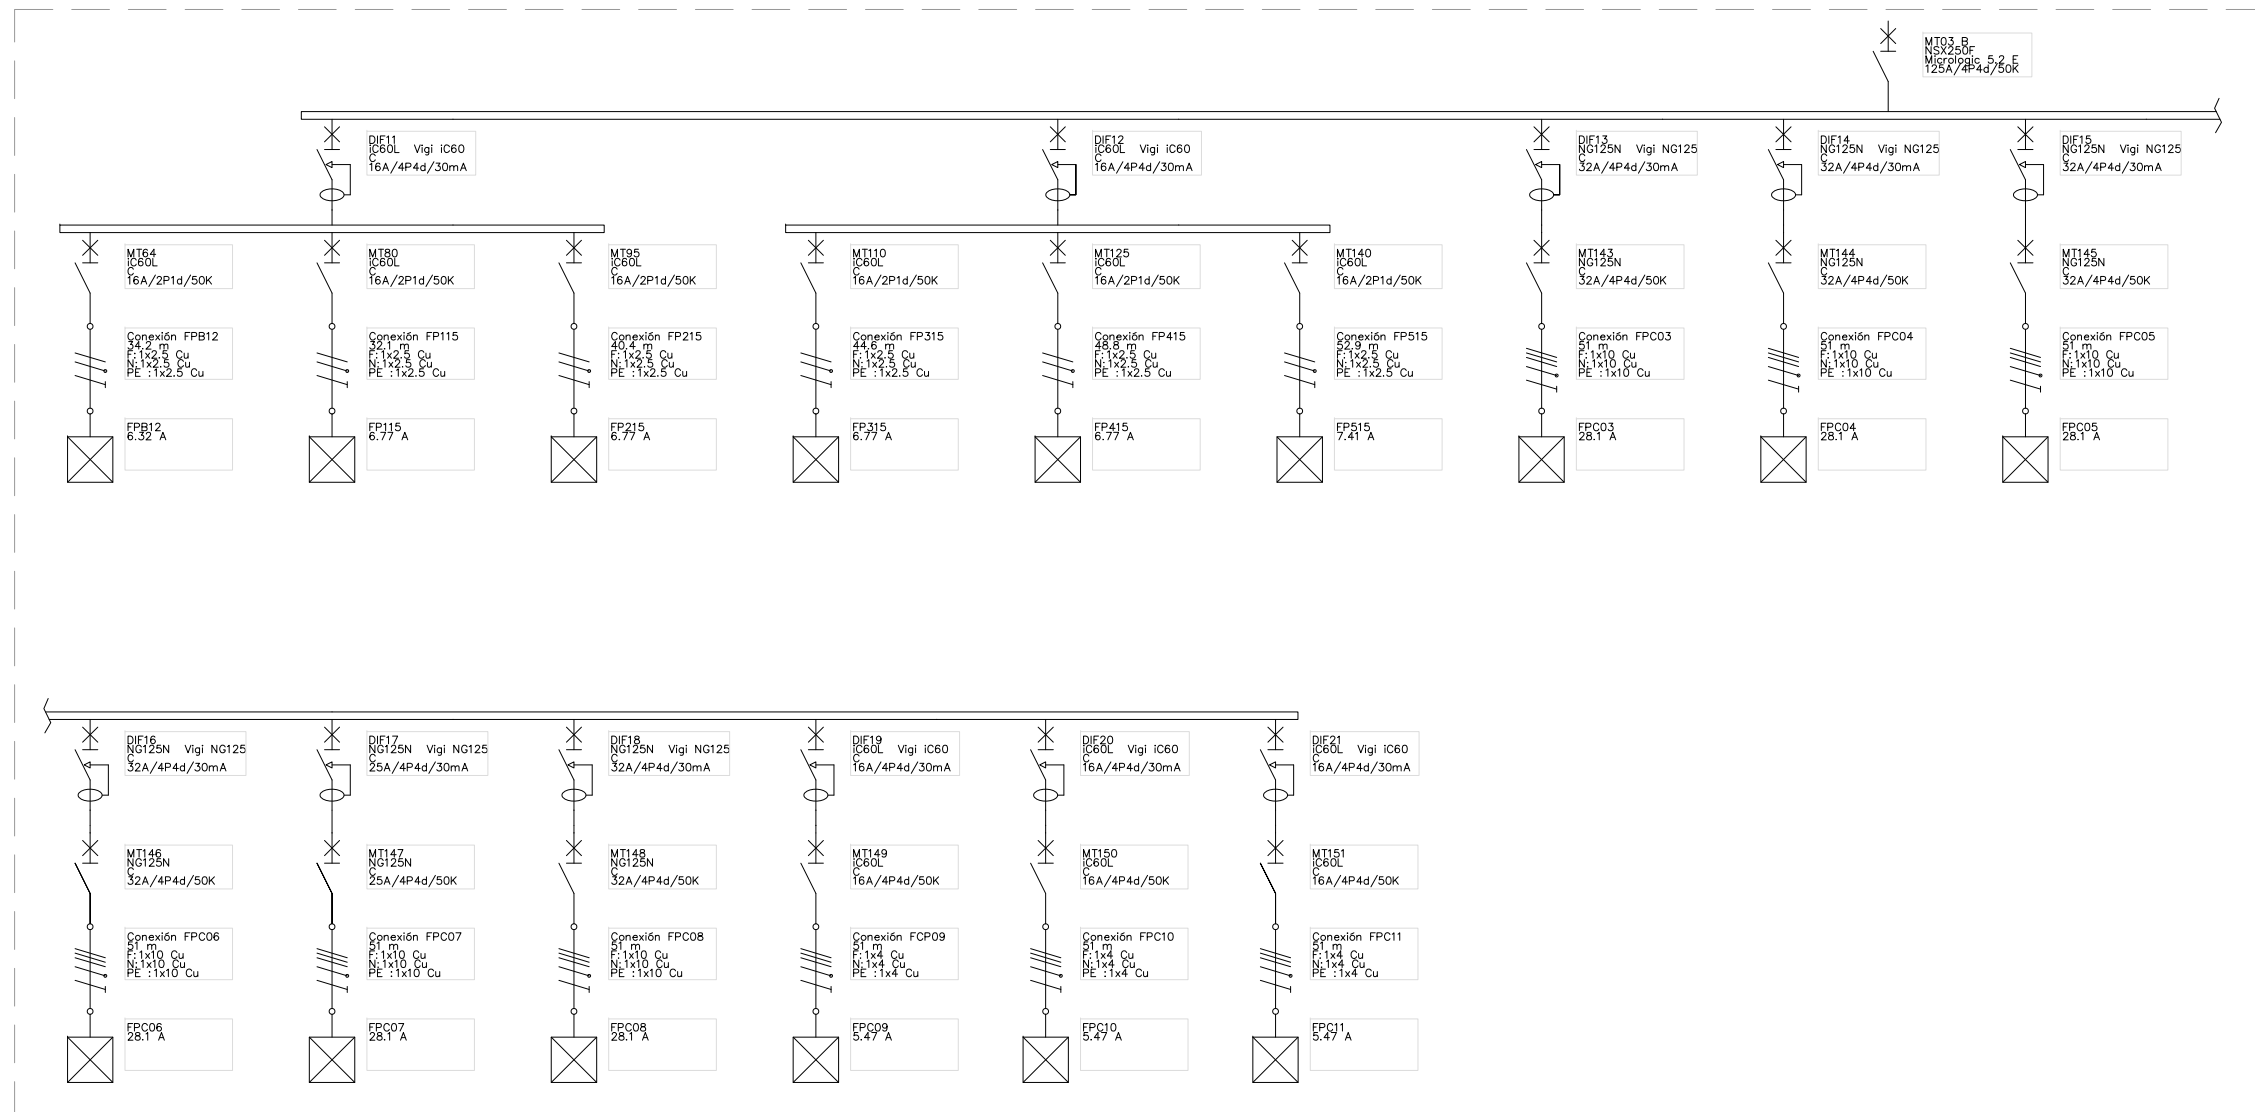 MT03 B
NSX250F
Micrologic 5.2 E
125A/4P4d/50K
DIF11
iC60L Vigi iC60
C
16A/4P4d/30mA
DIF12
iC60L Vigi iC60
C
16A/4P4d/30mA
DIF13
NG125N Vigi NG125
C
32A/4P4d/30mA
DIF14
NG125N Vigi NG125
C
32A/4P4d/30mA
DIF15
NG125N Vigi NG125
C
32A/4P4d/30mA
MT64
iC60L
C
16A/2P1d/50K
MT80
iC60L
C
16A/2P1d/50K
MT95
iC60L
C
16A/2P1d/50K
MT110
iC60L
C
16A/2P1d/50K
MT125
iC60L
C
16A/2P1d/50K
MT140
iC60L
C
16A/2P1d/50K
MT143
NG125N
C
32A/4P4d/50K
MT144
NG125N
C
32A/4P4d/50K
MT145
NG125N
C
32A/4P4d/50K
Conexión FPB12
34.2 m
F:1x2.5 Cu
N:1x2.5 Cu
PE :1x2.5 Cu
Conexión FP115
32.1 m
F:1x2.5 Cu
N:1x2.5 Cu
PE :1x2.5 Cu
Conexión FP215
40.4 m
F:1x2.5 Cu
N:1x2.5 Cu
PE :1x2.5 Cu
Conexión FP315
44.6 m
F:1x2.5 Cu
N:1x2.5 Cu
PE :1x2.5 Cu
Conexión FP415
48.8 m
F:1x2.5 Cu
N:1x2.5 Cu
PE :1x2.5 Cu
Conexión FP515
52.9 m
F:1x2.5 Cu
N:1x2.5 Cu
PE :1x2.5 Cu
Conexión FPC03
51 m
F:1x10 Cu
N:1x10 Cu
PE :1x10 Cu
Conexión FPC04
51 m
F:1x10 Cu
N:1x10 Cu
PE :1x10 Cu
Conexión FPC05
51 m
F:1x10 Cu
N:1x10 Cu
PE :1x10 Cu
FPB12
6.32 A
FP115
6.77 A
FP215
6.77 A
FP315
6.77 A
FP415
6.77 A
FP515
7.41 A
FPC03
28.1 A
FPC04
28.1 A
FPC05
28.1 A
DIF16
NG125N Vigi NG125
C
32A/4P4d/30mA
DIF17
NG125N Vigi NG125
C
25A/4P4d/30mA
DIF18
NG125N Vigi NG125
C
32A/4P4d/30mA
DIF19
iC60L Vigi iC60
C
16A/4P4d/30mA
DIF20
iC60L Vigi iC60
C
16A/4P4d/30mA
DIF21
iC60L Vigi iC60
C
16A/4P4d/30mA
MT146
NG125N
C
32A/4P4d/50K
MT147
NG125N
C
25A/4P4d/50K
MT148
NG125N
C
32A/4P4d/50K
MT149
iC60L
C
16A/4P4d/50K
MT150
iC60L
C
16A/4P4d/50K
MT151
iC60L
C
16A/4P4d/50K
Conexión FPC06
51 m
F:1x10 Cu
N:1x10 Cu
PE :1x10 Cu
Conexión FPC07
51 m
F:1x10 Cu
N:1x10 Cu
PE :1x10 Cu
Conexión FPC08
51 m
F:1x10 Cu
N:1x10 Cu
PE :1x10 Cu
Conexión FCP09
51 m
F:1x4 Cu
N:1x4 Cu
PE :1x4 Cu
Conexión FPC10
51 m
F:1x4 Cu
N:1x4 Cu
PE :1x4 Cu
Conexión FPC11
51 m
F:1x4 Cu
N:1x4 Cu
PE :1x4 Cu
FPC06
28.1 A
FPC07
28.1 A
FPC08
28.1 A
FPC09
5.47 A
FPC10
5.47 A
FPC11
5.47 A